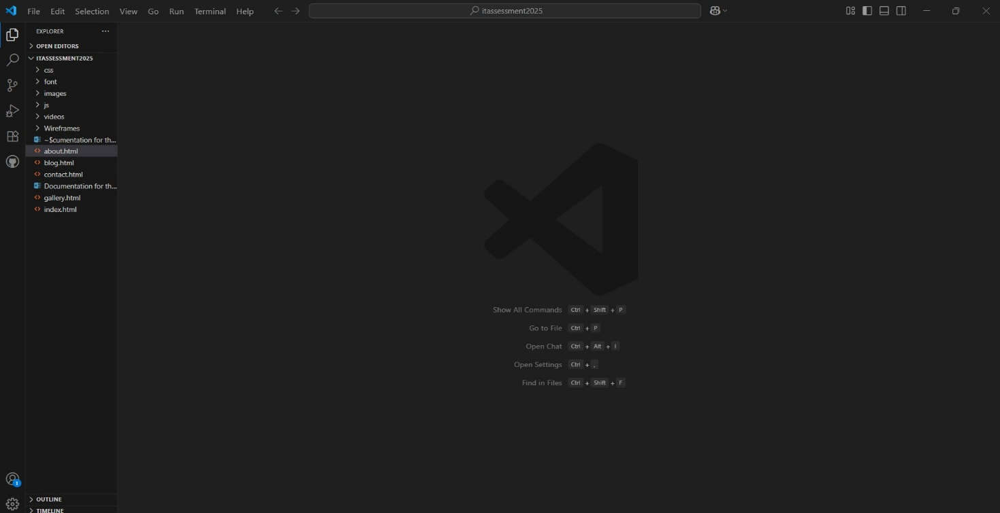 File Edit Selection View Go Run Terminal Help itassessment2025
EXPLORER
OPEN EDITORS
ITASSESSMENT2025
css
font
images
js
videos
Wireframes
~$cumentation for th...
about.html
blog.html
contact.html
Documentation for th...
gallery.html
index.html
Show All Commands Ctrl + Shift + P
Go to File Ctrl + P
Open Chat Ctrl + Alt + I
Open Settings Ctrl + ,
Find in Files Ctrl + Shift + F
1
OUTLINE
TIMELINE